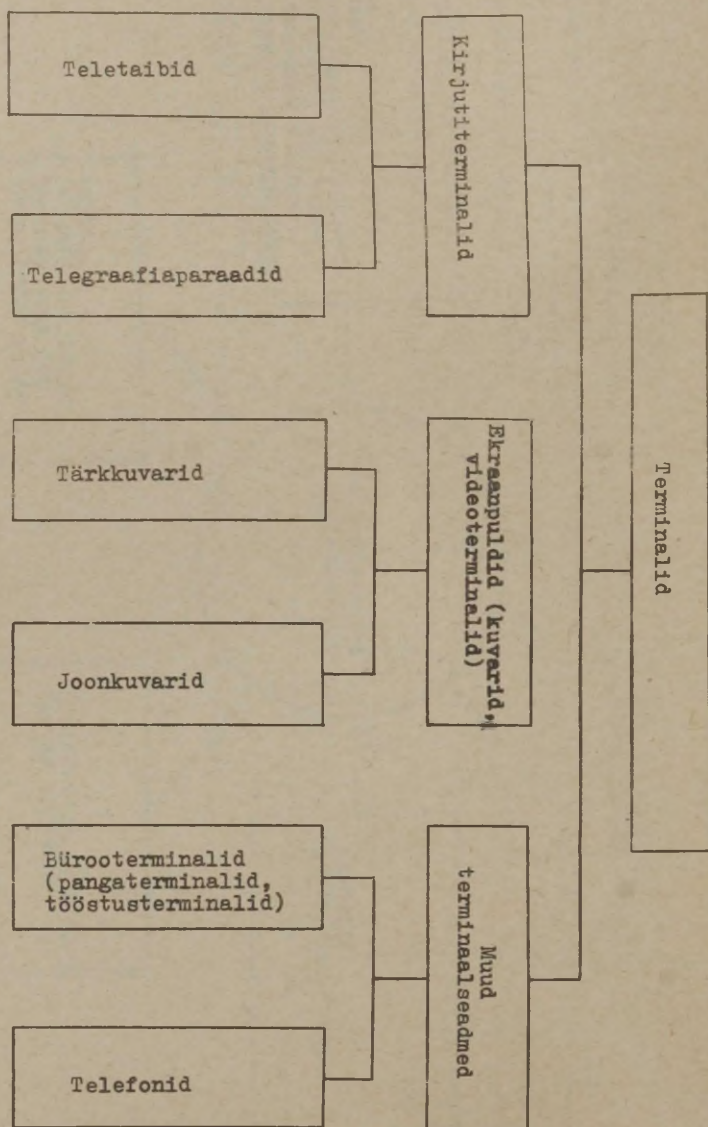 Terminalid
Kirjutiterminalid
Teletaibid
Telegraafiaparaadid
Ekraanpuldid (kuvarid,
videoterminalid)
Tärkkuvarid
Joonkuvarid
Muud
terminaalseadmed
Bürooterminalid
(pangaterminalid,
tööstusterminalid)
Telefonid